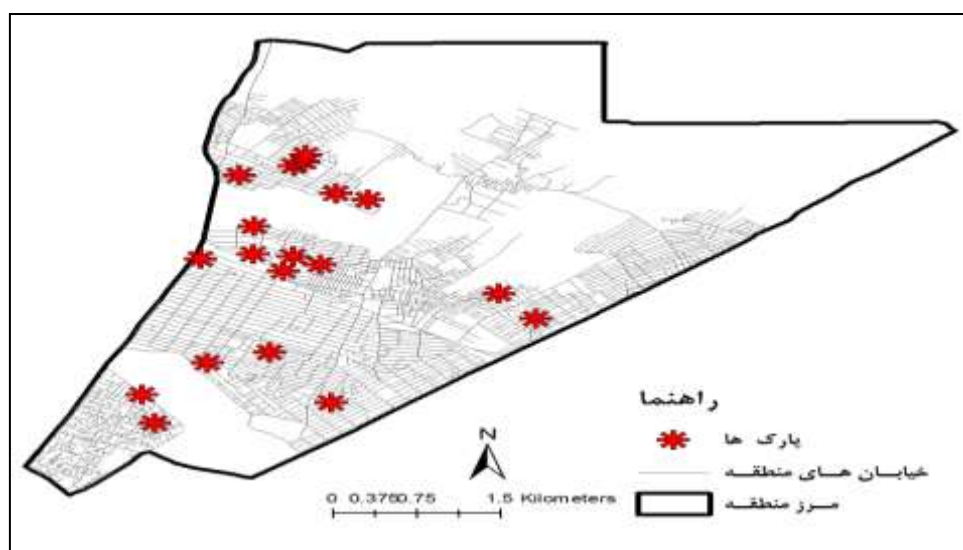 راهنما
پارک ها
خیابان های منطقه
مرز منطقه
N
0 0.375 0.75 1.5 Kilometers